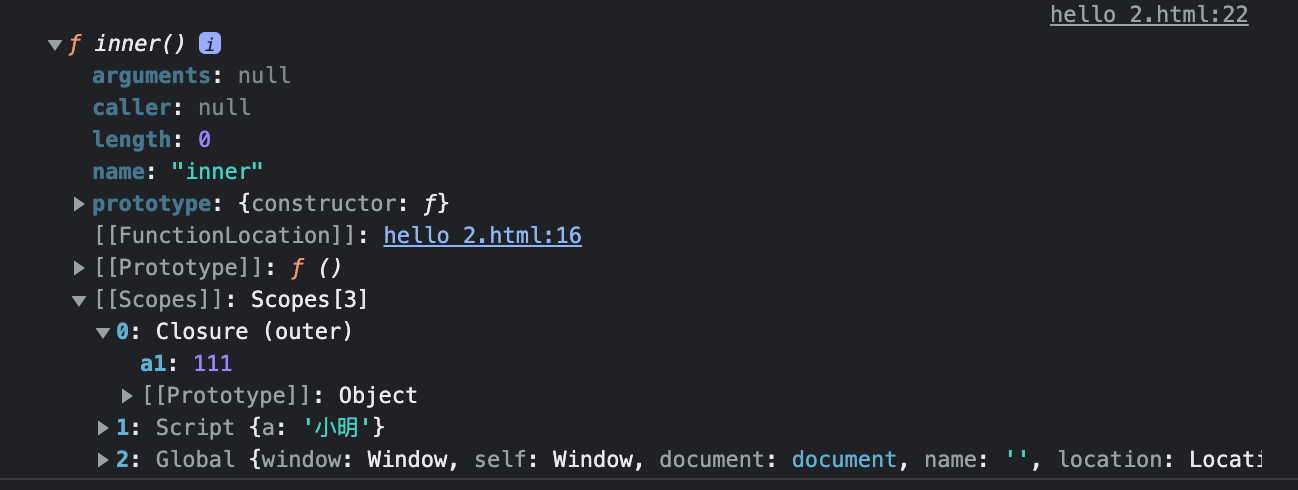 hello 2.html:22
ƒ inner() i
arguments: null
caller: null
length: 0
name: "inner"
prototype: {constructor: ƒ}
[[FunctionLocation]]: hello 2.html:16
[[Prototype]]: ƒ ()
[[Scopes]]: Scopes[3]
0: Closure (outer)
a1: 111
[[Prototype]]: Object
1: Script {a: '小明'}
2: Global {window: Window, self: Window, document: document, name: '', location: Locati